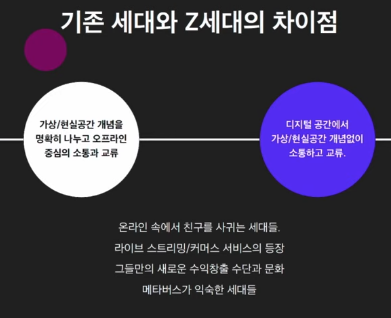 기존 세대와 Z세대의 차이점
가상/현실공간 개념을
명확히 나누고 오프라인
중심의 소통과 교류
디지털 공간에서
가상/현실공간 개념없이
소통하고 교류.
온라인 속에서 친구를 사귀는 세대들.
라이브 스트리밍/커머스 서비스의 등장
그들만의 새로운 수익창출 수단과 문화
메타버스가 익숙한 세대들